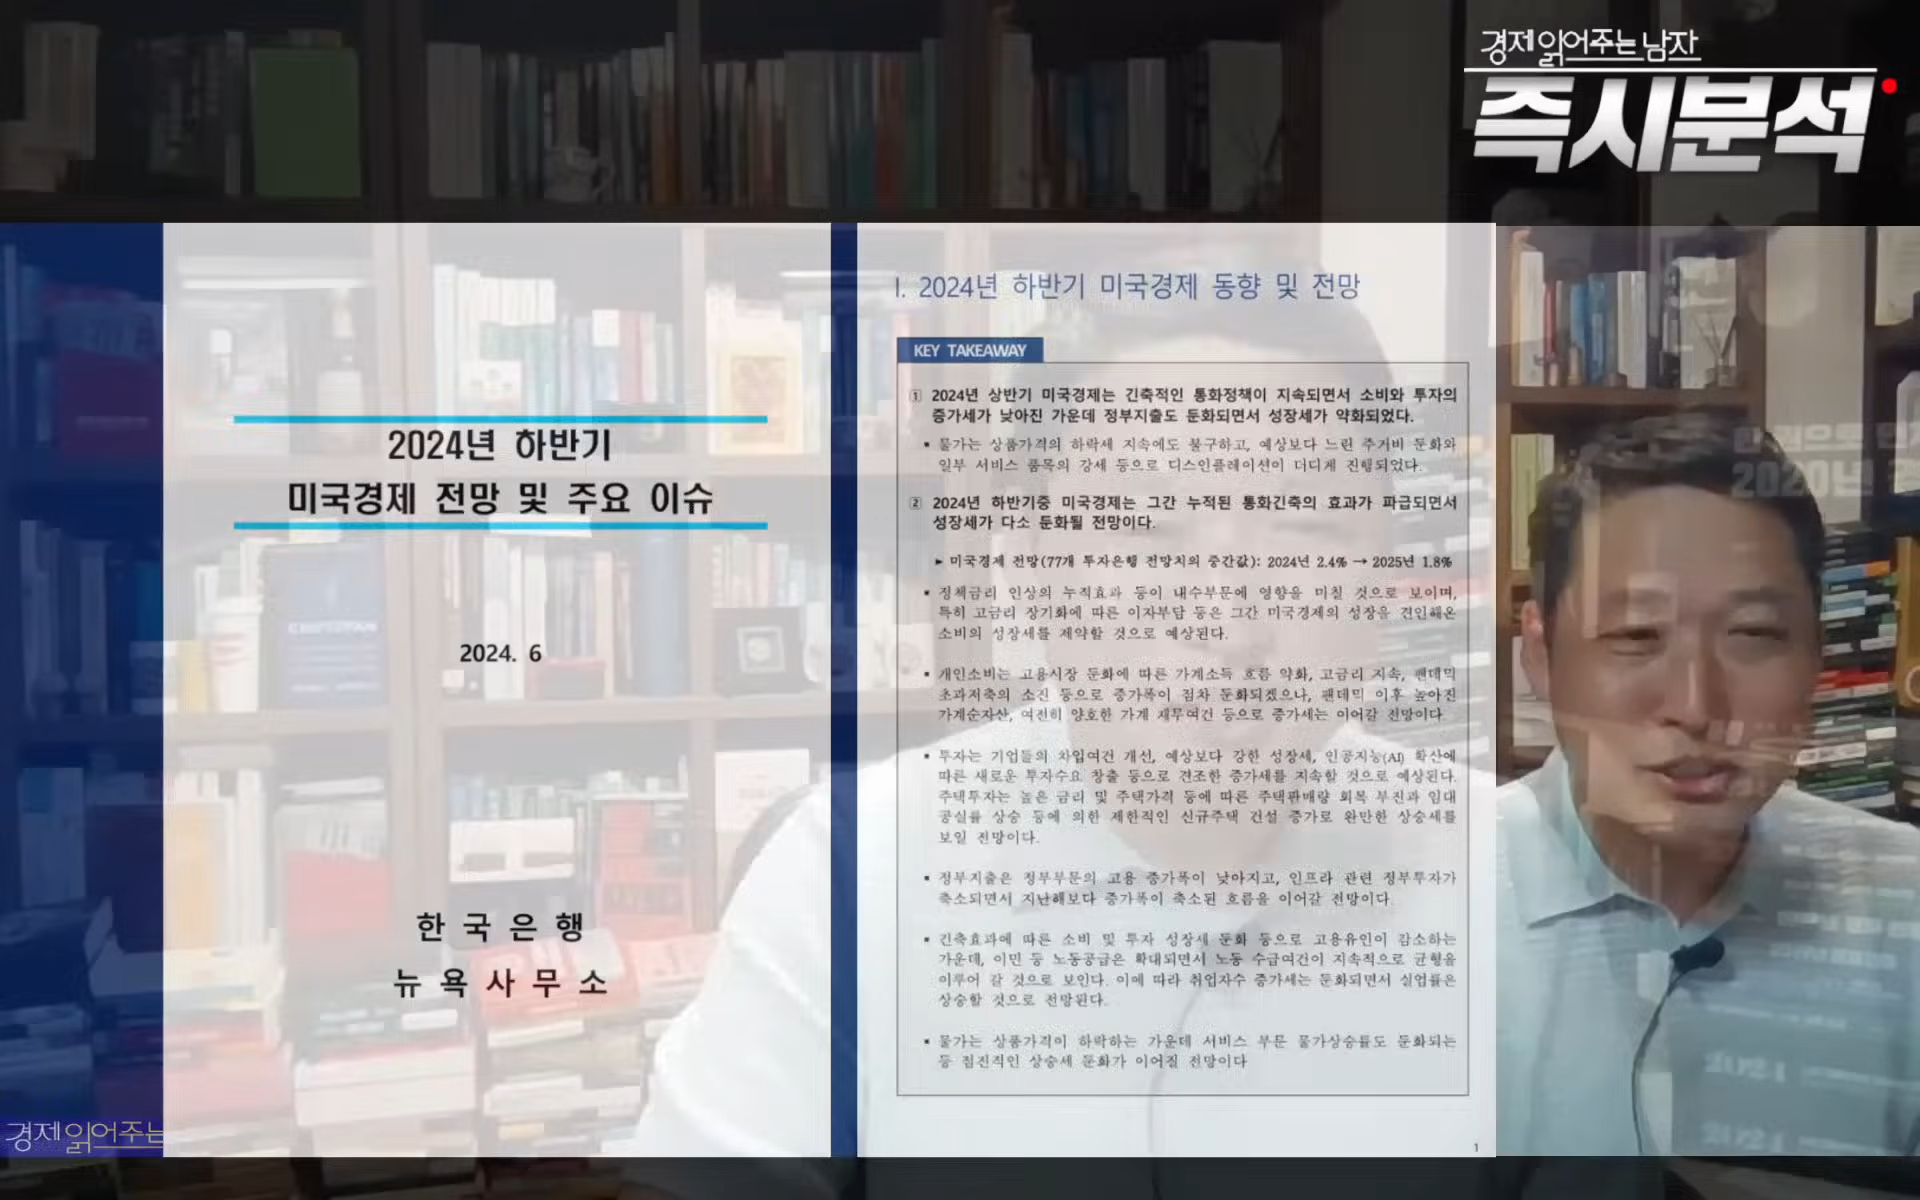 경제 읽어주는 남자
즉시분석
2024년 하반기
미국경제 전망 및 주요 이슈
2024. 6
한 국 은 행
뉴 욕 사 무 소
경제 읽어주는
I. 2024년 하반기 미국경제 동향 및 전망
KEY TAKEAWAY
① 2024년 상반기 미국경제는 긴축적인 통화정책이 지속되면서 소비와 투자의
증가세가 낮아진 가운데 정부지출도 둔화되면서 성장세가 약화되었다.
▪ 물가는 상품가격의 하락세 지속에도 불구하고, 예상보다 느린 주거비 둔화와
일부 서비스 품목의 강세 등으로 디스인플레이션이 더디게 진행되었다.
② 2024년 하반기중 미국경제는 그간 누적된 통화긴축의 효과가 파급되면서
성장세가 다소 둔화될 전망이다.
► 미국경제 전망(77개 투자은행 전망치의 중간값): 2024년 2.4% → 2025년 1.8%
▪ 정책금리 인상의 누적효과 등이 내수부문에 영향을 미칠 것으로 보이며,
특히 고금리 장기화에 따른 이자부담 등은 그간 미국경제의 성장을 견인해온
소비의 성장세를 제약할 것으로 예상된다.
▪ 개인소비는 고용시장 둔화에 따른 가계소득 흐름 약화, 고금리 지속, 팬데믹
초과저축의 소진 등으로 증가폭이 점차 둔화되겠으나, 팬데믹 이후 높아진
가계순자산, 여전히 양호한 가계 재무여건 등으로 증가세는 이어갈 전망이다.
▪ 투자는 기업들의 차입여건 개선, 예상보다 강한 성장세, 인공지능(AI) 확산에
따른 새로운 투자수요 창출 등으로 견조한 증가세를 지속할 것으로 예상된다.
주택투자는 높은 금리 및 주택가격 등에 따른 주택판매량 회복 부진과 임대
공실률 상승 등에 의한 제한적인 신규주택 건설 증가로 완만한 상승세를
보일 전망이다.
▪ 정부지출은 정부부문의 고용 증가폭이 낮아지고, 인프라 관련 정부투자가
축소되면서 지난해보다 증가폭이 축소된 흐름을 이어갈 전망이다.
▪ 긴축효과에 따른 소비 및 투자 성장세 둔화 등으로 고용유인이 감소하는
가운데, 이민 등 노동공급은 확대되면서 노동 수급여건이 지속적으로 균형을
이루어 갈 것으로 보인다. 이에 따라 취업자수 증가세는 둔화되면서 실업률은
상승할 것으로 전망된다.
▪ 물가는 상품가격이 하락하는 가운데 서비스 부문 물가상승률도 둔화되는
등 점진적인 상승세 둔화가 이어질 전망이다
1
2020년